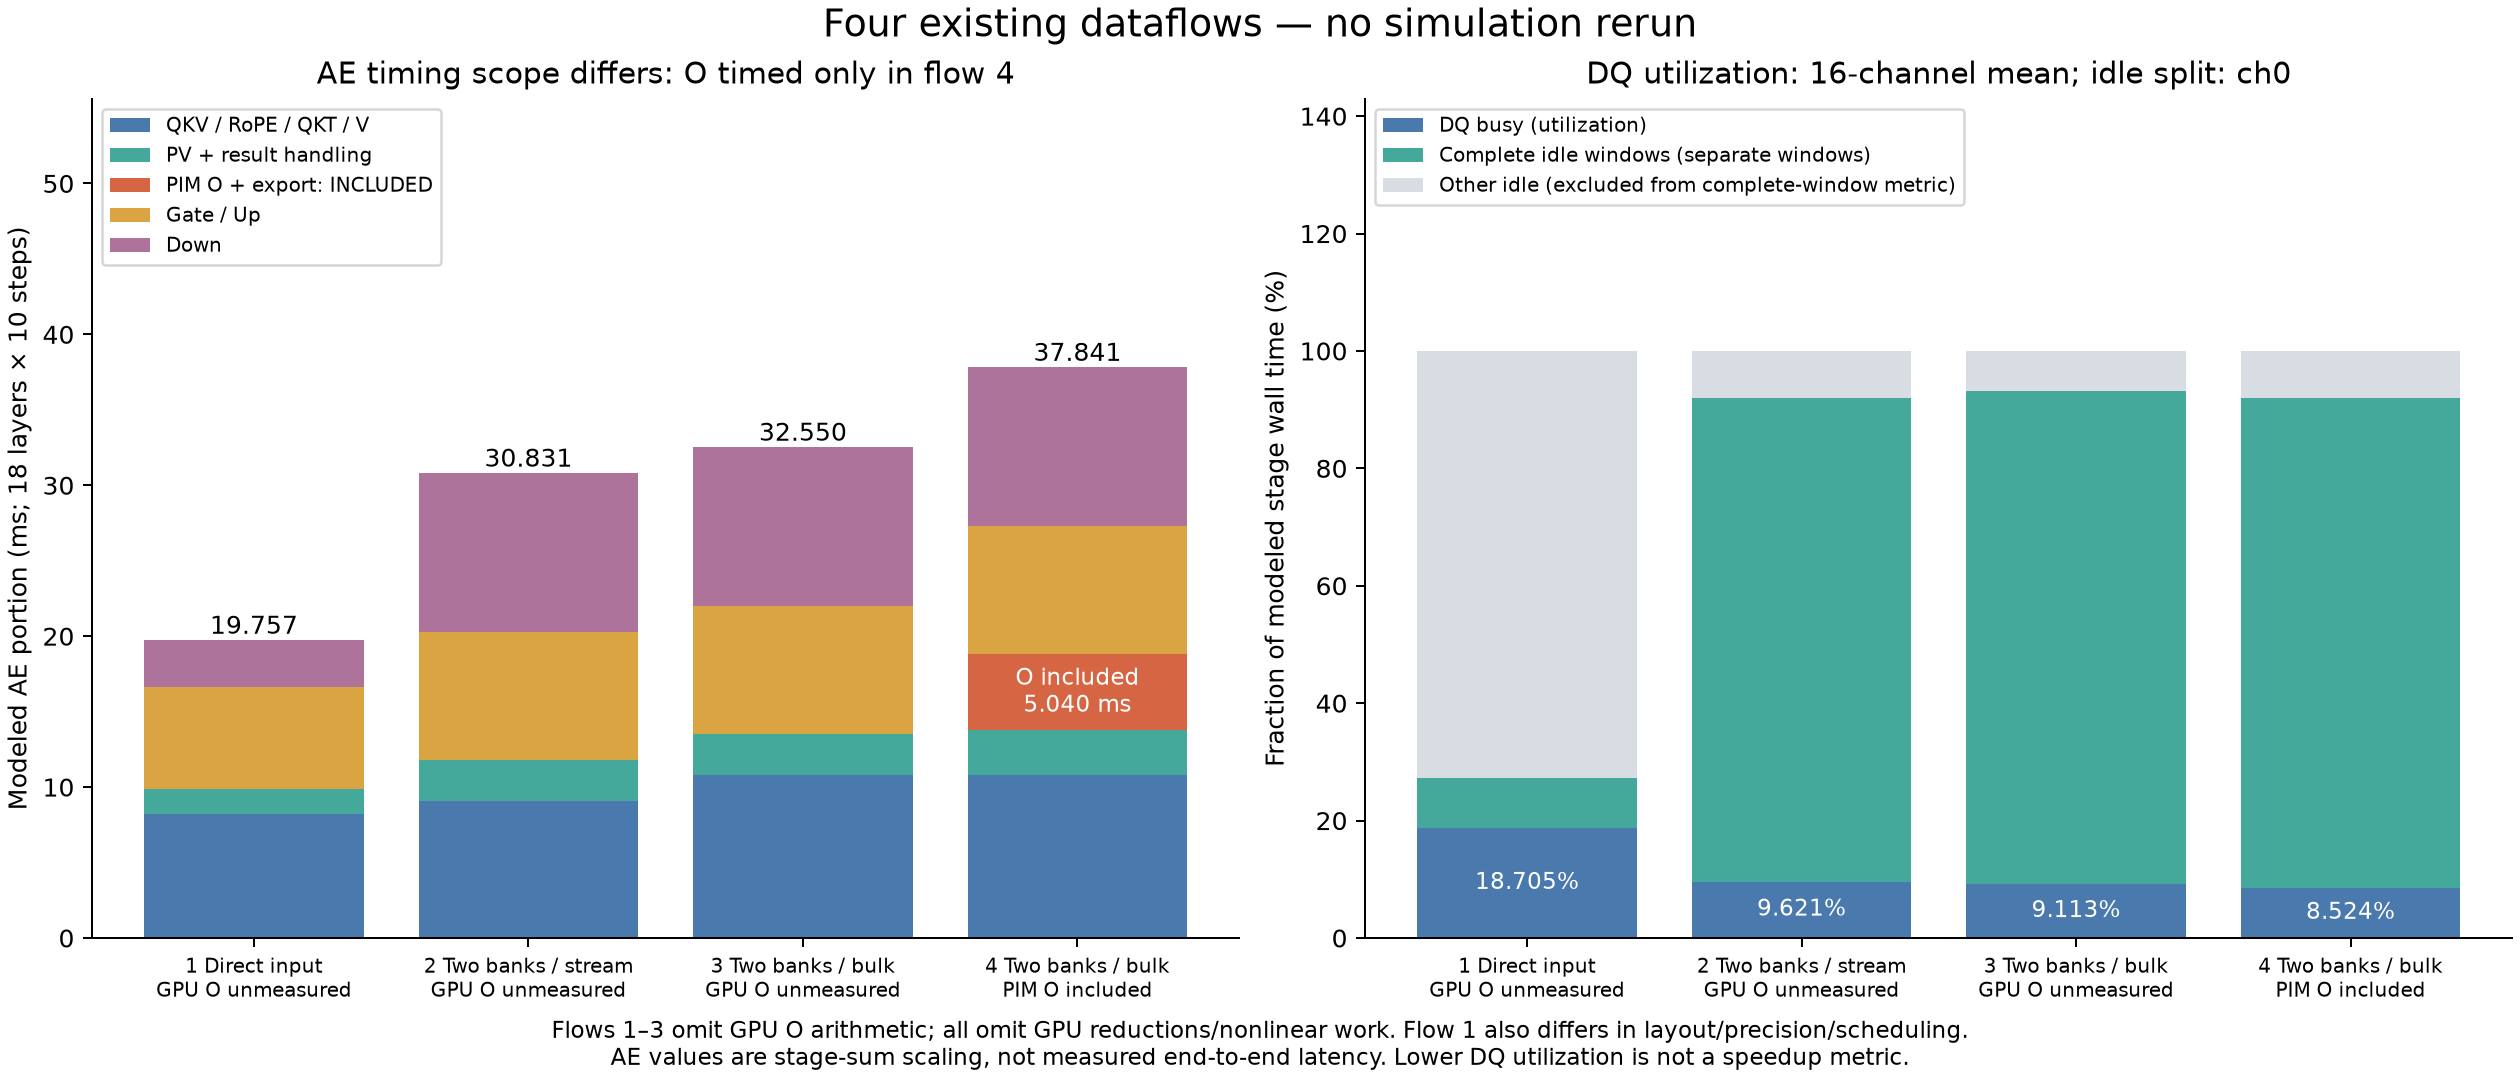 Four existing dataflows — no simulation rerun
AE timing scope differs: O timed only in flow 4
Modeled AE portion (ms; 18 layers × 10 steps)
50
40
30
20
10
0
QKV / RoPE / QKT / V
PV + result handling
PIM O + export: INCLUDED
Gate / Up
Down
19.757
30.831
32.550
37.841
O included
5.040 ms
1 Direct input
GPU O unmeasured
2 Two banks / stream
GPU O unmeasured
3 Two banks / bulk
GPU O unmeasured
4 Two banks / bulk
PIM O included
DQ utilization: 16-channel mean; idle split: ch0
Fraction of modeled stage wall time (%)
140
120
100
80
60
40
20
0
DQ busy (utilization)
Complete idle windows (separate windows)
Other idle (excluded from complete-window metric)
18.705%
9.621%
9.113%
8.524%
1 Direct input
GPU O unmeasured
2 Two banks / stream
GPU O unmeasured
3 Two banks / bulk
GPU O unmeasured
4 Two banks / bulk
PIM O included
Flows 1–3 omit GPU O arithmetic; all omit GPU reductions/nonlinear work. Flow 1 also differs in layout/precision/scheduling.
AE values are stage-sum scaling, not measured end-to-end latency. Lower DQ utilization is not a speedup metric.